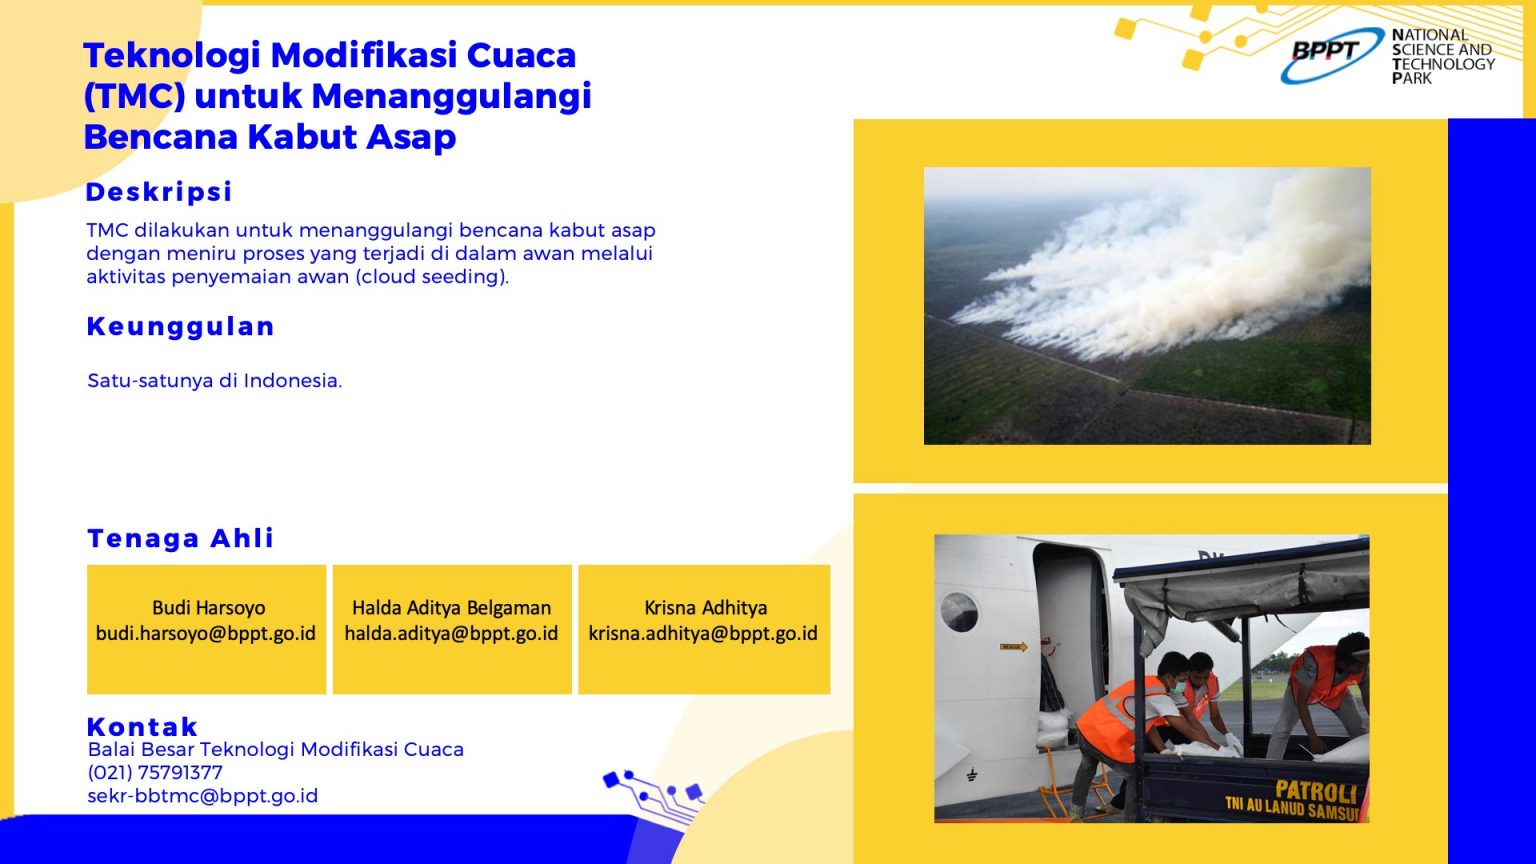 Teknologi Modifikasi Cuaca
(TMC) untuk Menanggulangi
Bencana Kabut Asap
BPPT
NATIONAL
SCIENCE AND
TECHNOLOGY
PARK
Deskripsi
TMC dilakukan untuk menanggulangi bencana kabut asap
dengan meniru proses yang terjadi di dalam awan melalui
aktivitas penyemaian awan (cloud seeding).
Keunggulan
Satu-satunya di Indonesia.
Tenaga Ahli
Budi Harsoyo
budi.harsoyo@bppt.go.id
Halda Aditya Belgaman
halda.aditya@bppt.go.id
Krisna Adhitya
krisna.adhitya@bppt.go.id
Kontak
Balai Besar Teknologi Modifikasi Cuaca
(021) 75791377
sekr-bbtmc@bppt.go.id
RESCUE
PATROLI
TNI AU LANUD SAMSU